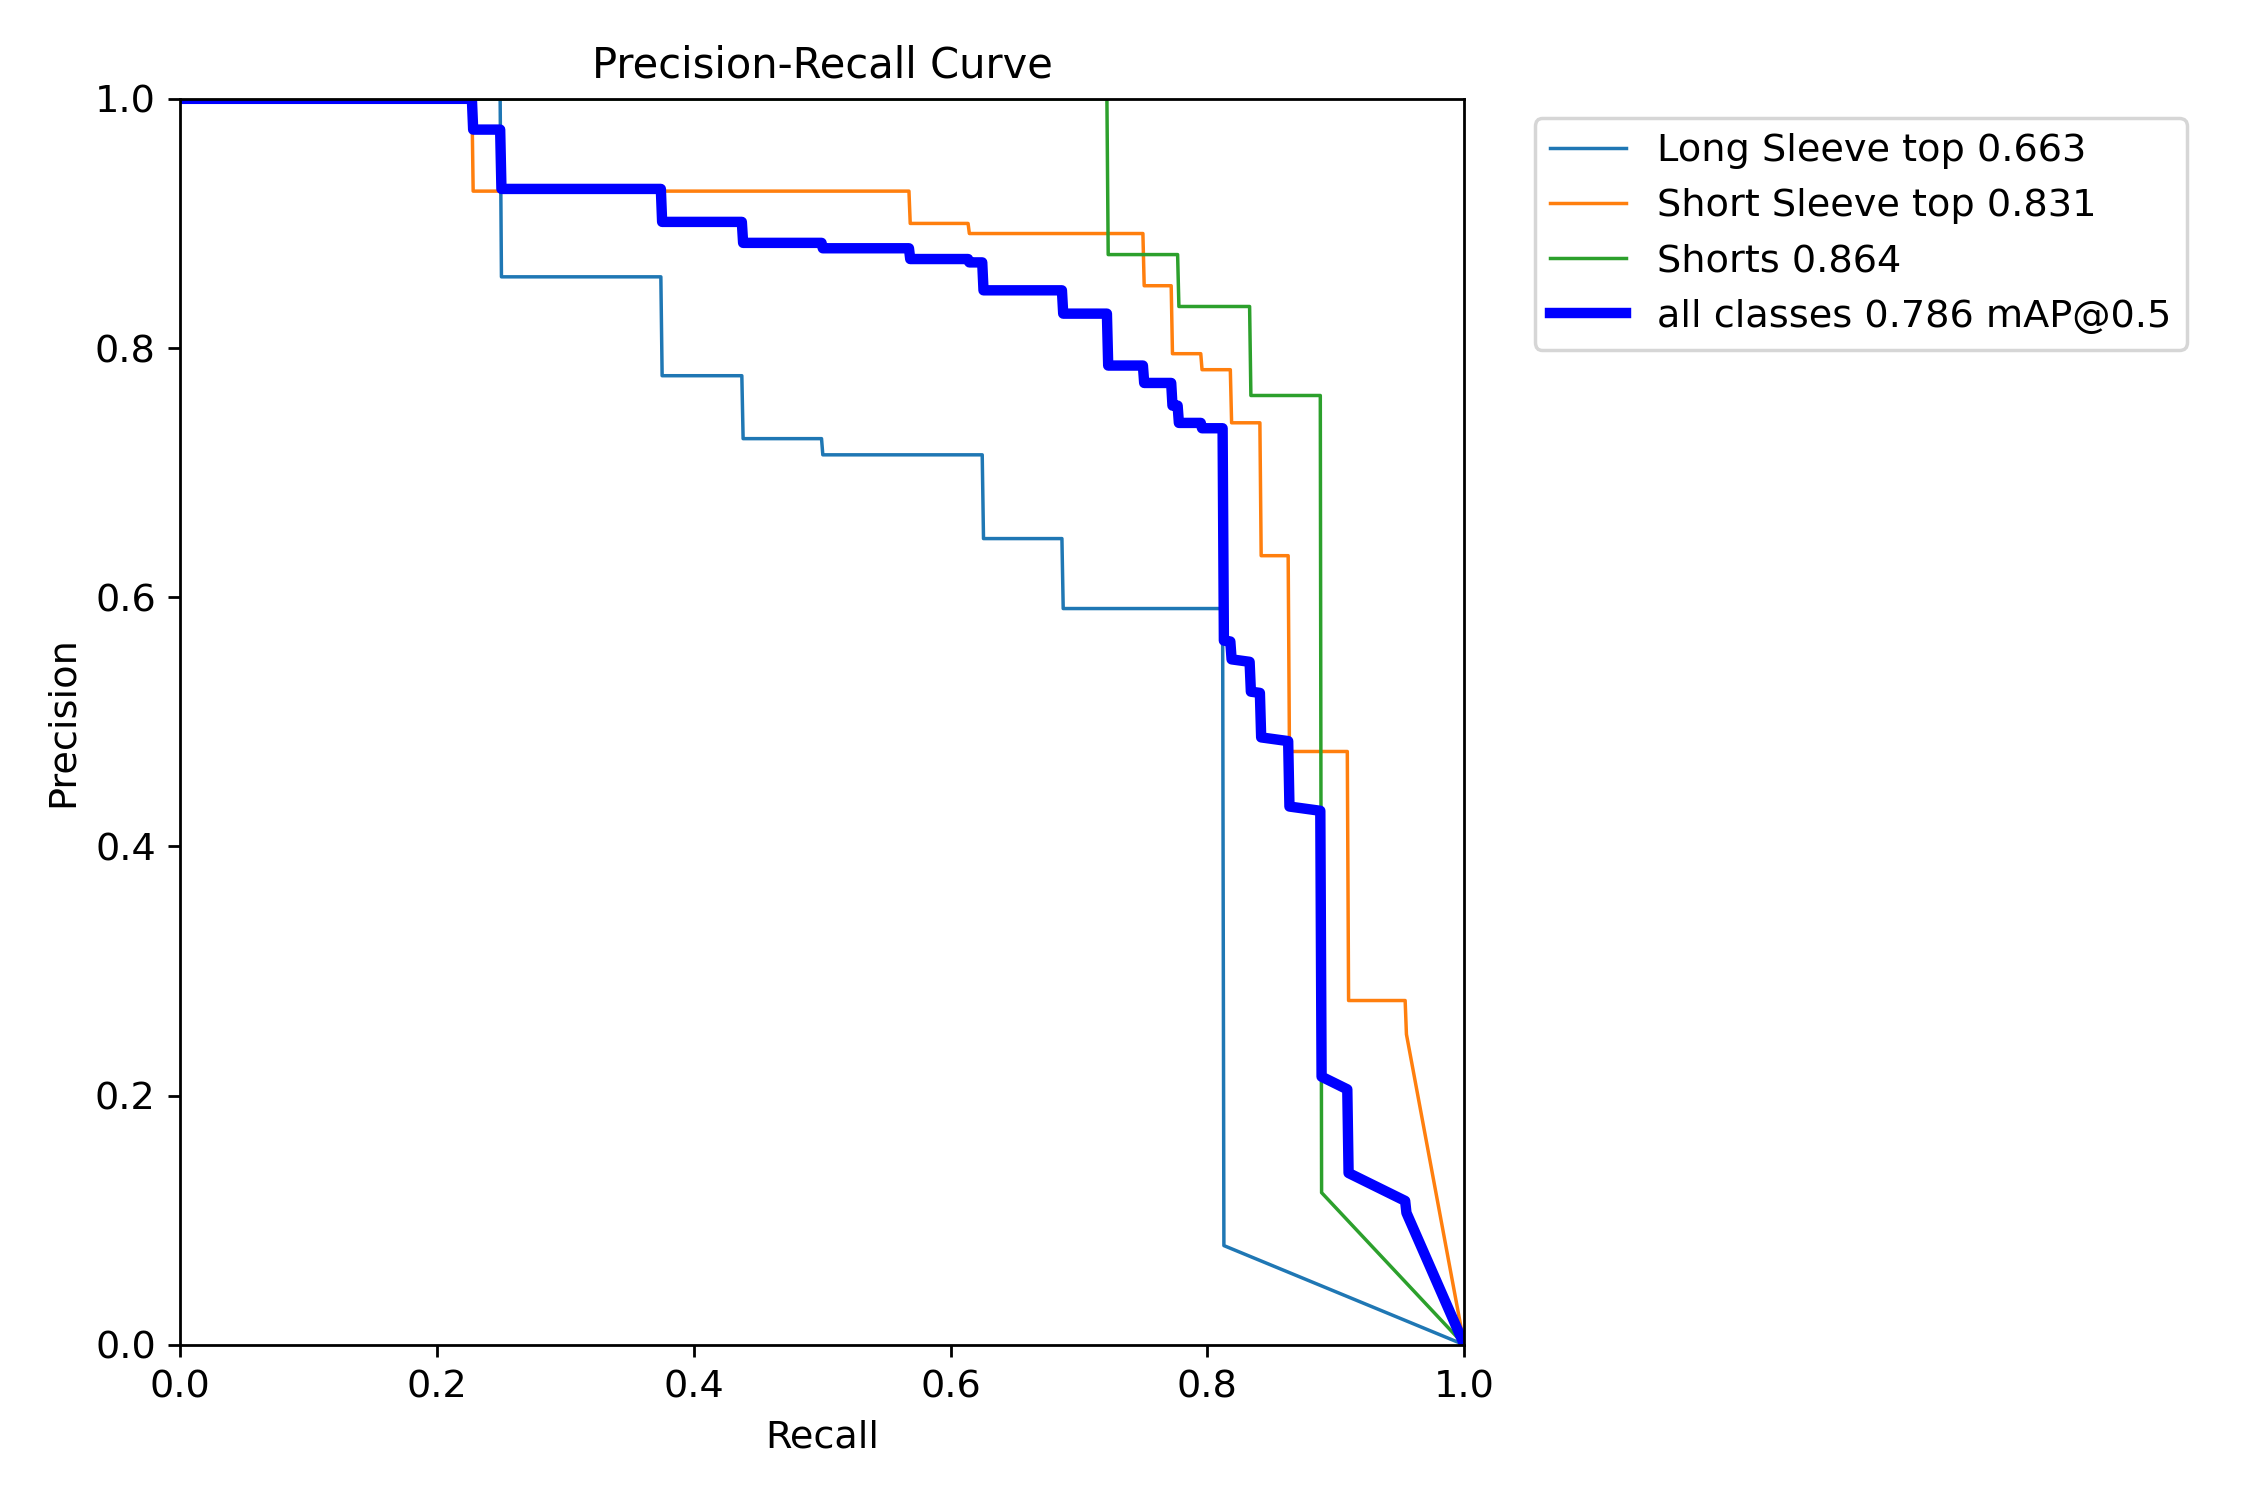 Precision-Recall Curve
1.0
0.8
0.6
0.4
0.2
0.0
Precision
0.0 0.2 0.4 0.6 0.8 1.0
Recall
Long Sleeve top 0.663
Short Sleeve top 0.831
Shorts 0.864
all classes 0.786 mAP@0.5